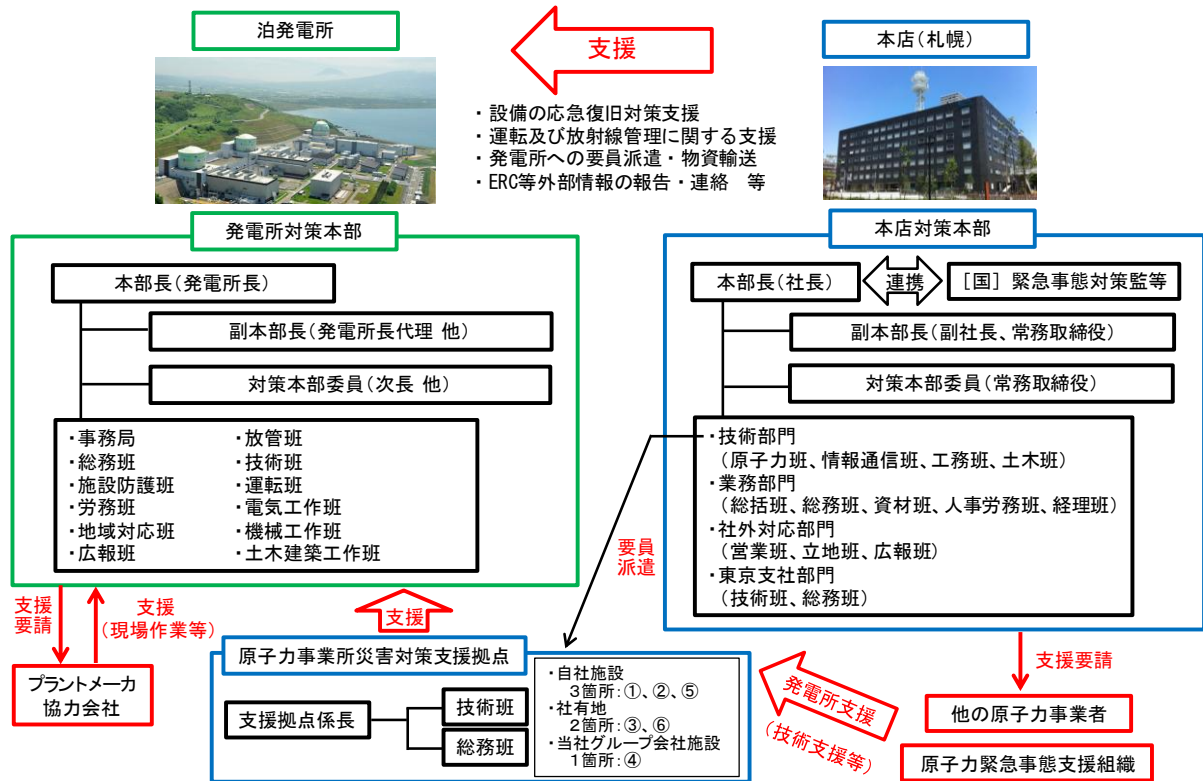 泊発電所
支援
本店(札幌)
・設備の応急復旧対策支援
・運転及び放射線管理に関する支援
・発電所への要員派遣・物資輸送
・ERC等外部情報の報告・連絡　等
発電所対策本部
本部長(発電所長)
副本部長(発電所長代理 他)
対策本部委員(次長 他)
・事務局
・総務班
・施設防護班
・労務班
・地域対応班
・広報班
・放管班
・技術班
・運転班
・電気工作班
・機械工作班
・土木建築工作班
本店対策本部
本部長(社長)
連携
[国] 緊急事態対策監等
副本部長(副社長、常務取締役)
対策本部委員(常務取締役)
・技術部門
(原子力班、情報通信班、工務班、土木班)
・業務部門
(総括班、総務班、資材班、人事労務班、経理班)
・社外対応部門
(営業班、立地班、広報班)
・東京支社部門
(技術班、総務班)
支援
要請
支援
(現場作業等)
プラントメーカ
協力会社
支援
要員
派遣
原子力事業所災害対策支援拠点
支援拠点係長
技術班
総務班
・自社施設
3箇所:①、②、⑤
・社有地
2箇所:③、⑥
・当社グループ会社施設
1箇所:④
発電所支援
(技術支援等)
支援要請
他の原子力事業者
原子力緊急事態支援組織